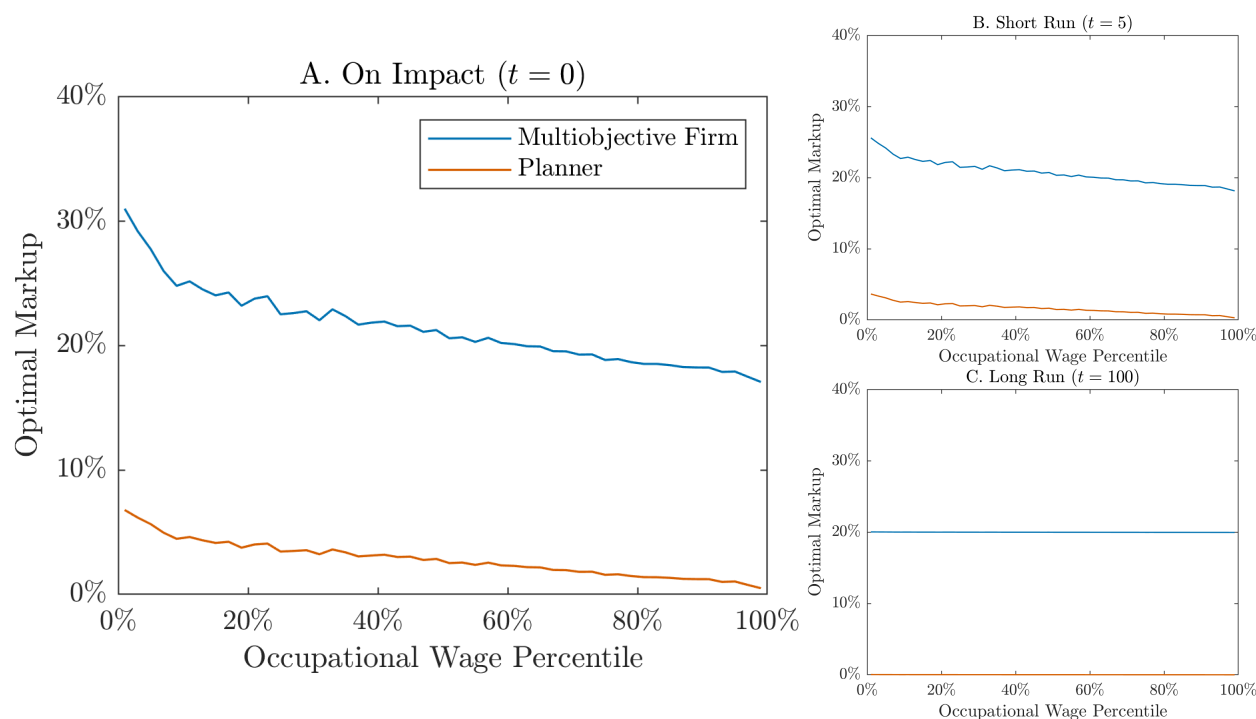 A. On Impact (t = 0)
40%
30%
20%
10%
0%
Optimal Markup
Multiobjective Firm
Planner
0% 20% 40% 60% 80% 100%
Occupational Wage Percentile
B. Short Run (t = 5)
40%
30%
20%
10%
0%
Optimal Markup
0% 20% 40% 60% 80% 100%
Occupational Wage Percentile
C. Long Run (t = 100)
40%
30%
20%
10%
0%
Optimal Markup
0% 20% 40% 60% 80% 100%
Occupational Wage Percentile